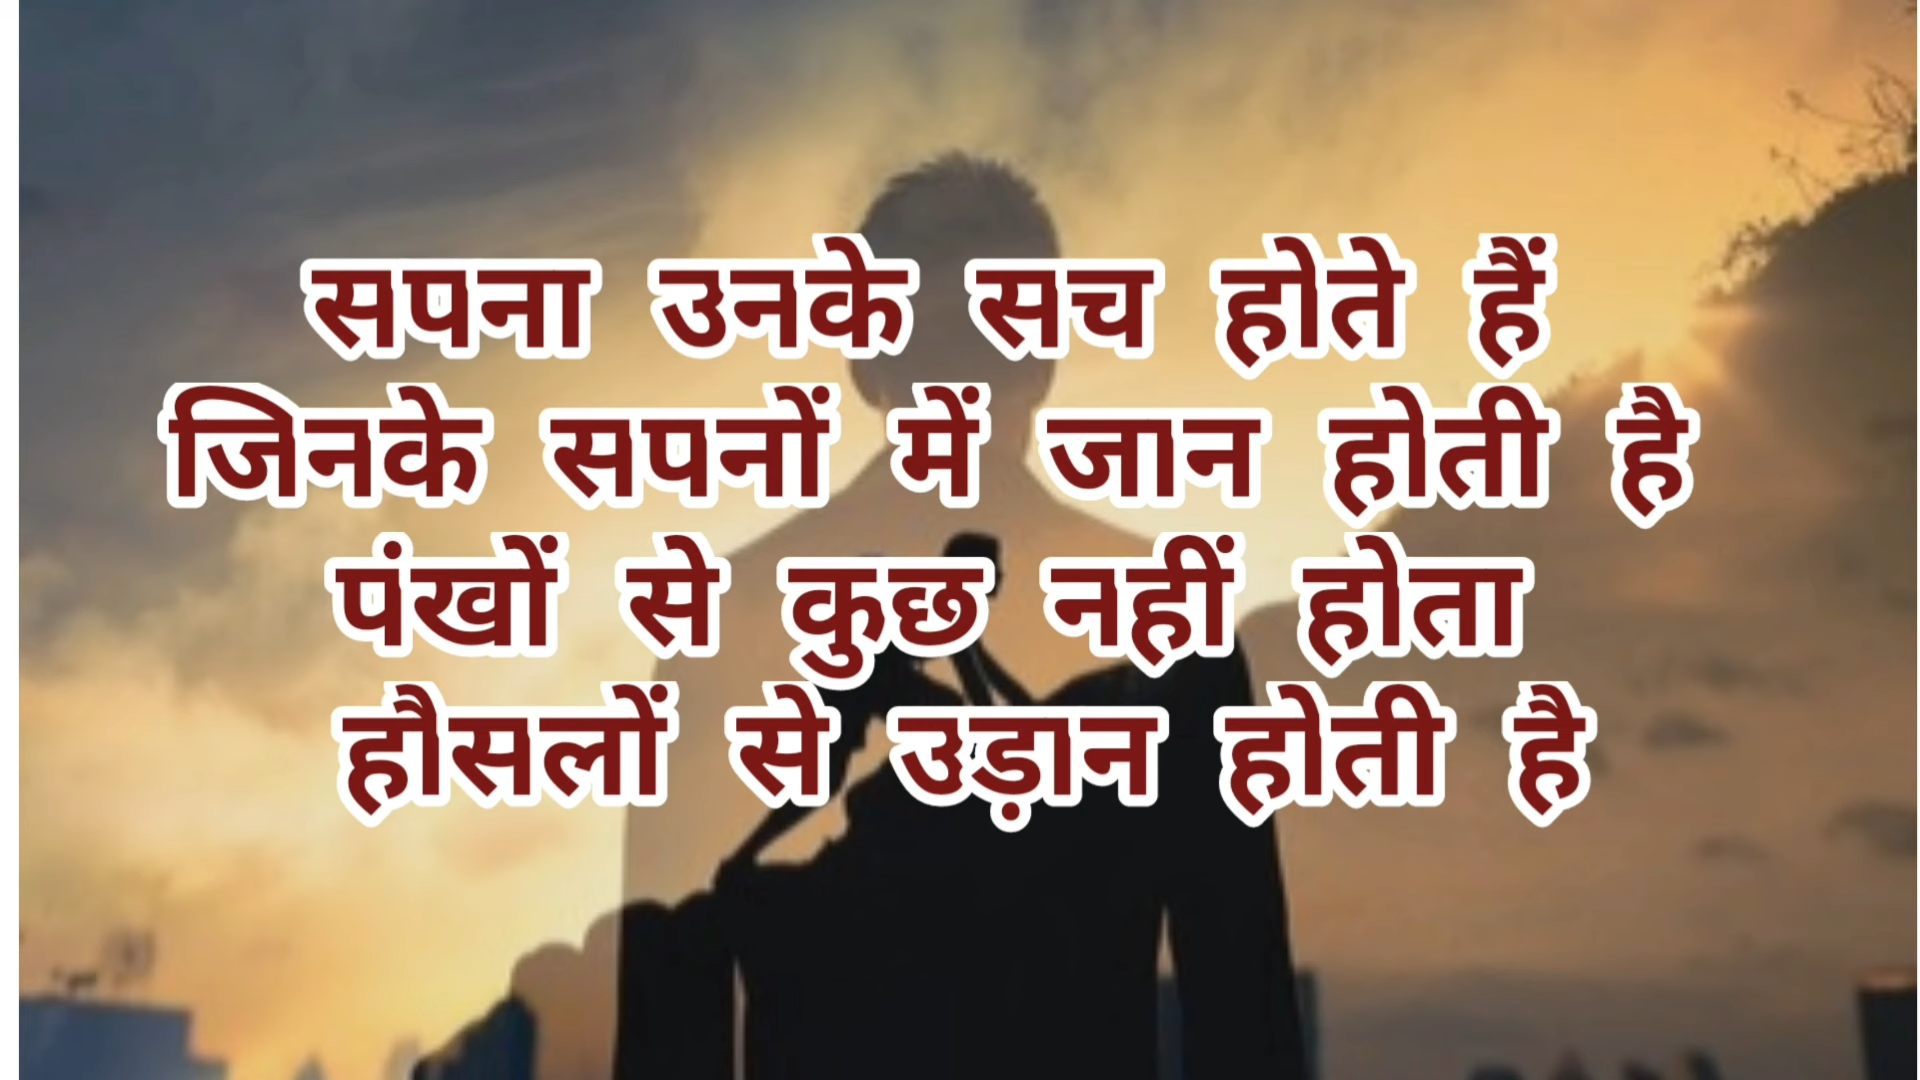 सपना उनके सच होते हैं
जिनके सपनों में जान होती है
पंखों से कुछ नहीं होता
हौसलों से उड़ान होती है